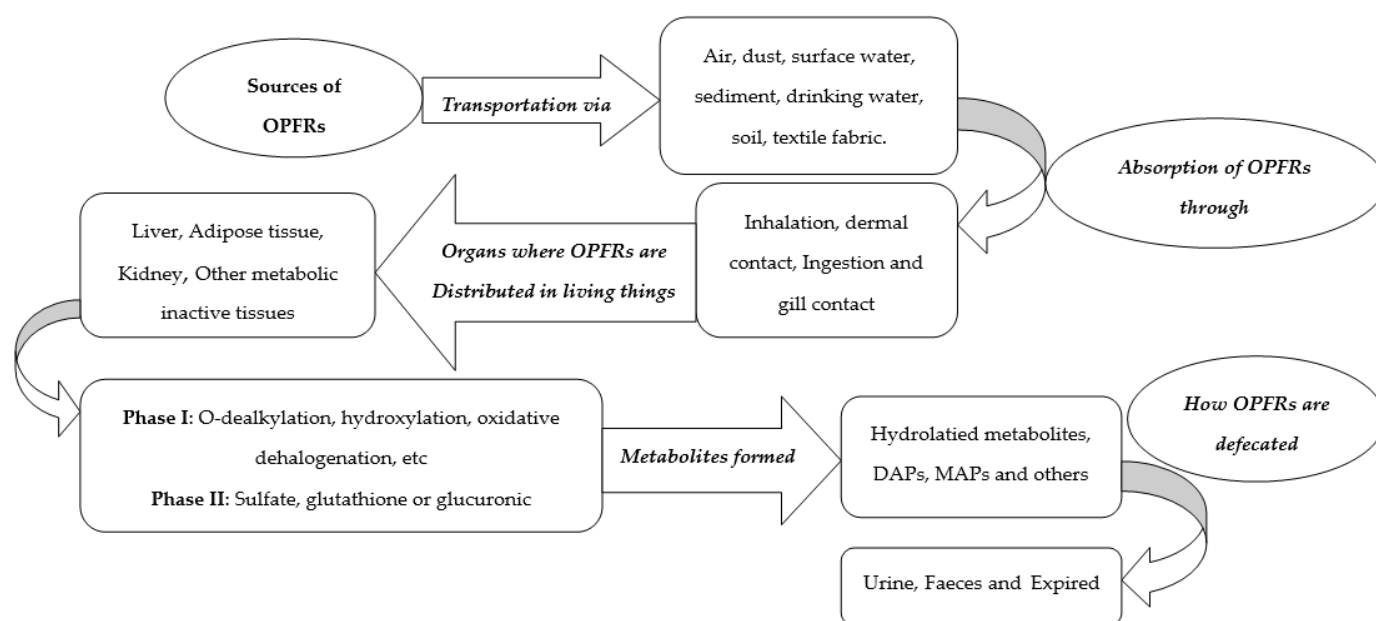 Sources of
OPFRs
Transportation via
Air, dust, surface water,
sediment, drinking water,
soil, textile fabric.
Absorption of OPFRs
through
Inhalation, dermal
contact, Ingestion and
gill contact
Organs where OPFRs are
Distributed in living things
Liver, Adipose tissue,
Kidney, Other metabolic
inactive tissues
Phase I: O-dealkylation, hydroxylation, oxidative
dehalogenation, etc
Phase II: Sulfate, glutathione or glucuronic
Metabolites formed
Hydrolatied metabolites,
DAPs, MAPs and others
How OPFRs are
defecated
Urine, Faeces and Expired